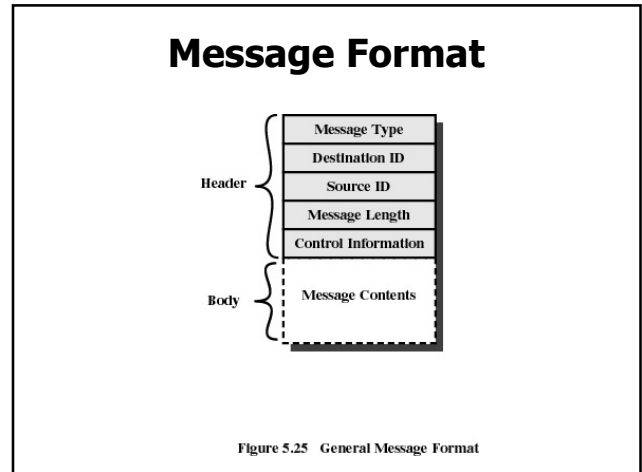 Message Format
Message Type
Destination ID
Header
Source ID
Message Length
Control Information
Body
Message Contents
Figure 5.25 General Message Format